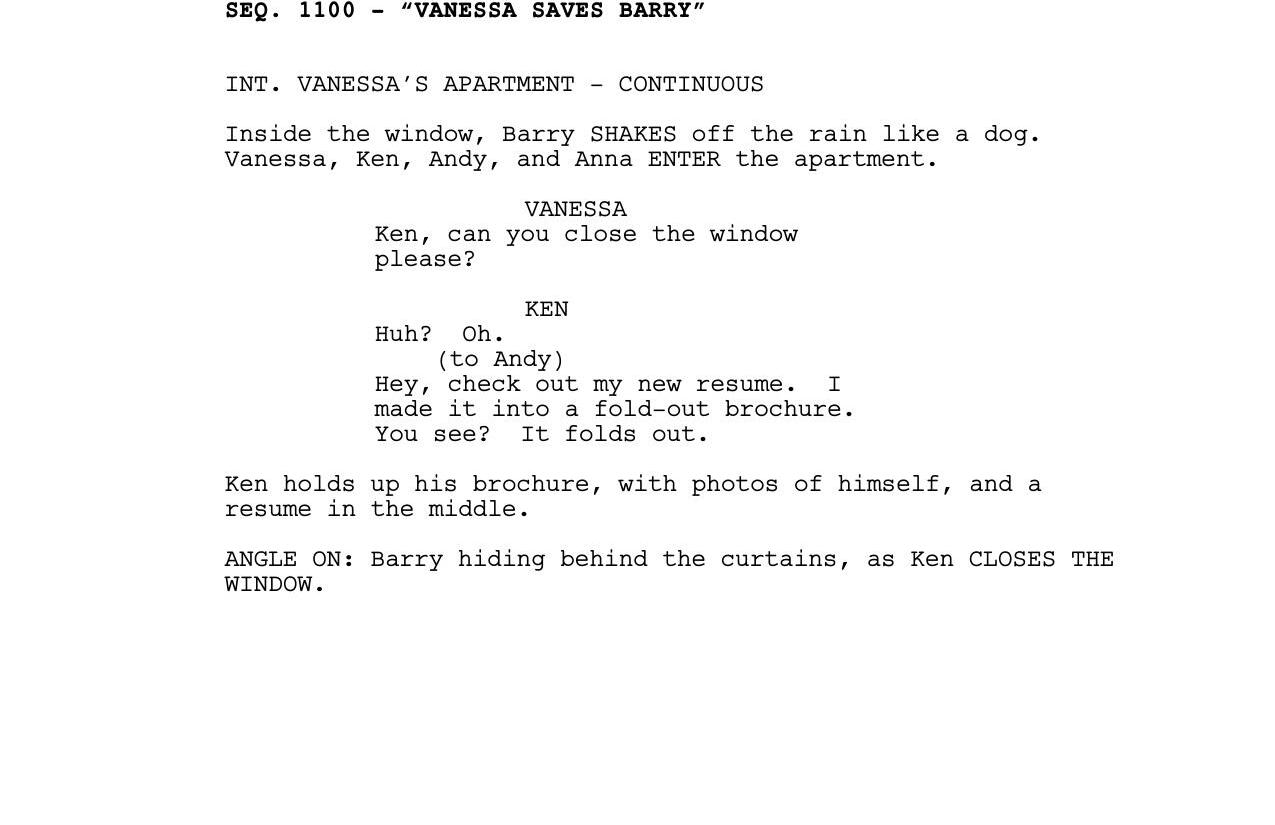 SEQ. 1100 – “VANESSA SAVES BARRY”
INT. VANESSA’S APARTMENT – CONTINUOUS
Inside the window, Barry SHAKES off the rain like a dog.
Vanessa, Ken, Andy, and Anna ENTER the apartment.
VANESSA
Ken, can you close the window
please?
KEN
Huh?  Oh.
(to Andy)
Hey, check out my new resume.  I
made it into a fold-out brochure.
You see?  It folds out.
Ken holds up his brochure, with photos of himself, and a
resume in the middle.
ANGLE ON: Barry hiding behind the curtains, as Ken CLOSES THE
WINDOW.